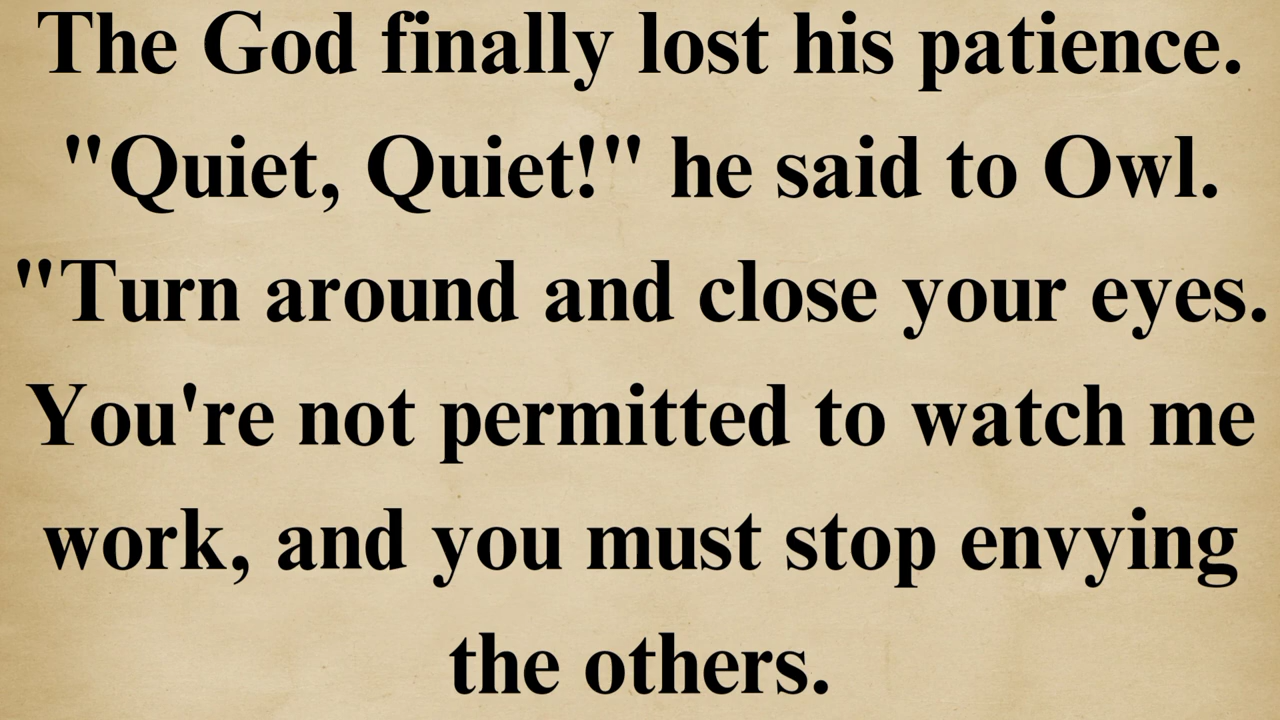 The God finally lost his patience.
"Quiet, Quiet!" he said to Owl.
"Turn around and close your eyes.
You're not permitted to watch me
work, and you must stop envying
the others.